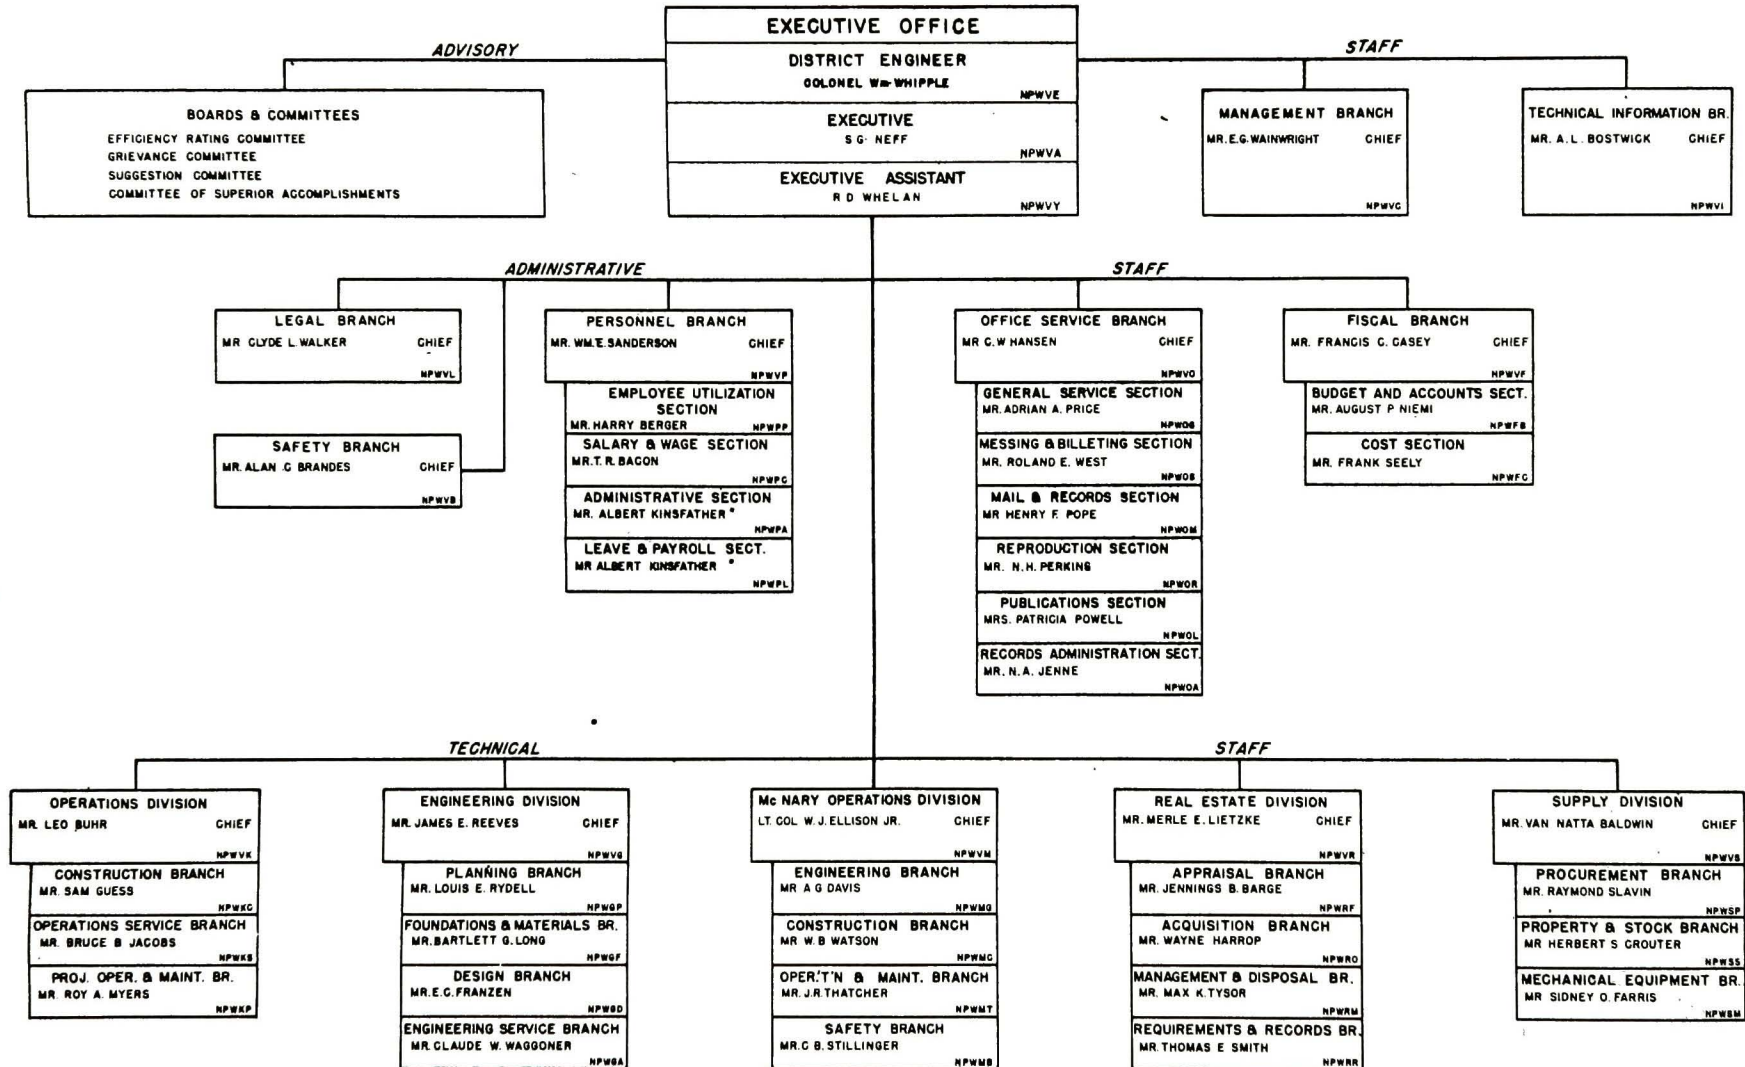 EXECUTIVE OFFICE
ADVISORY
STAFF
DISTRICT ENGINEER
COLONEL Wm WHIPPLE
NPWVE
EXECUTIVE
S G NEFF
NPWVA
EXECUTIVE ASSISTANT
R D WHELAN
NPWVY
BOARDS & COMMITTEES
EFFICIENCY RATING COMMITTEE
GRIEVANCE COMMITTEE
SUGGESTION COMMITTEE
COMMITTEE OF SUPERIOR ACCOMPLISHMENTS
MANAGEMENT BRANCH
MR. E.G. WAINWRIGHT CHIEF
NPWVC
TECHNICAL INFORMATION BR.
MR. A.L. BOSTWICK CHIEF
NPWVI
ADMINISTRATIVE
STAFF
LEGAL BRANCH
MR CLYDE L. WALKER CHIEF
NPWVL
SAFETY BRANCH
MR. ALAN C BRANDES CHIEF
NPWVB
PERSONNEL BRANCH
MR. WM.E. SANDERSON CHIEF
NPWVP
EMPLOYEE UTILIZATION
SECTION
MR. HARRY BERGER NPWPP
SALARY & WAGE SECTION
MR.T.R. BACON
NPWPC
ADMINISTRATIVE SECTION
MR. ALBERT KINSFATHER *
NPWPA
LEAVE & PAYROLL SECT.
MR ALBERT KINSFATHER *
NPWPL
OFFICE SERVICE BRANCH
MR C.W HANSEN CHIEF
NPWVO
GENERAL SERVICE SECTION
MR. ADRIAN A. PRICE
NPWOG
MESSING & BILLETING SECTION
MR. ROLAND E. WEST
NPWOB
MAIL & RECORDS SECTION
MR HENRY F. POPE
NPWOM
REPRODUCTION SECTION
MR. N.H. PERKINS
NPWOR
PUBLICATIONS SECTION
MRS. PATRICIA POWELL
NPWOL
RECORDS ADMINISTRATION SECT.
MR. N.A. JENNE
NPWOA
FISCAL BRANCH
MR. FRANCIS C. CASEY CHIEF
NPWVF
BUDGET AND ACCOUNTS SECT.
MR. AUGUST P NIEMI
NPWFB
COST SECTION
MR. FRANK SEELY
NPWFC
TECHNICAL
STAFF
OPERATIONS DIVISION
MR. LEO BUHR CHIEF
NPWVK
CONSTRUCTION BRANCH
MR. SAM GUESS
NPWKC
OPERATIONS SERVICE BRANCH
MR. BRUCE B JACOBS
NPWKS
PROJ. OPER. & MAINT. BR.
MR. ROY A. MYERS
NPWKP
ENGINEERING DIVISION
MR. JAMES E. REEVES CHIEF
NPWVG
PLANNING BRANCH
MR. LOUIS E. RYDELL
NPWGP
FOUNDATIONS & MATERIALS BR.
MR. BARTLETT G. LONG
NPWGF
DESIGN BRANCH
MR.E.C. FRANZEN
NPWGD
ENGINEERING SERVICE BRANCH
MR. CLAUDE W. WAGGONER
NPWGA
Mc NARY OPERATIONS DIVISION
LT. COL W. J. ELLISON JR. CHIEF
NPWVM
ENGINEERING BRANCH
MR A G DAVIS
NPWMG
CONSTRUCTION BRANCH
MR W. B WATSON
NPWMC
OPER.'T'N & MAINT. BRANCH
MR. J.R. THATCHER
NPWMT
SAFETY BRANCH
MR. C B. STILLINGER
NPWMB
REAL ESTATE DIVISION
MR. MERLE E. LIETZKE CHIEF
NPWVR
APPRAISAL BRANCH
MR. JENNINGS B. BARGE
NPWRF
ACQUISITION BRANCH
MR. WAYNE HARROP
NPWRO
MANAGEMENT & DISPOSAL BR.
MR. MAX K. TYSOR
NPWRM
REQUIREMENTS & RECORDS BR.
MR. THOMAS E SMITH
NPWRR
SUPPLY DIVISION
MR. VAN NATTA BALDWIN CHIEF
NPWVS
PROCUREMENT BRANCH
MR. RAYMOND SLAVIN
NPWSP
PROPERTY & STOCK BRANCH
MR HERBERT S CROUTER
NPWSS
MECHANICAL EQUIPMENT BR.
MR SIDNEY O. FARRIS
NPWSM